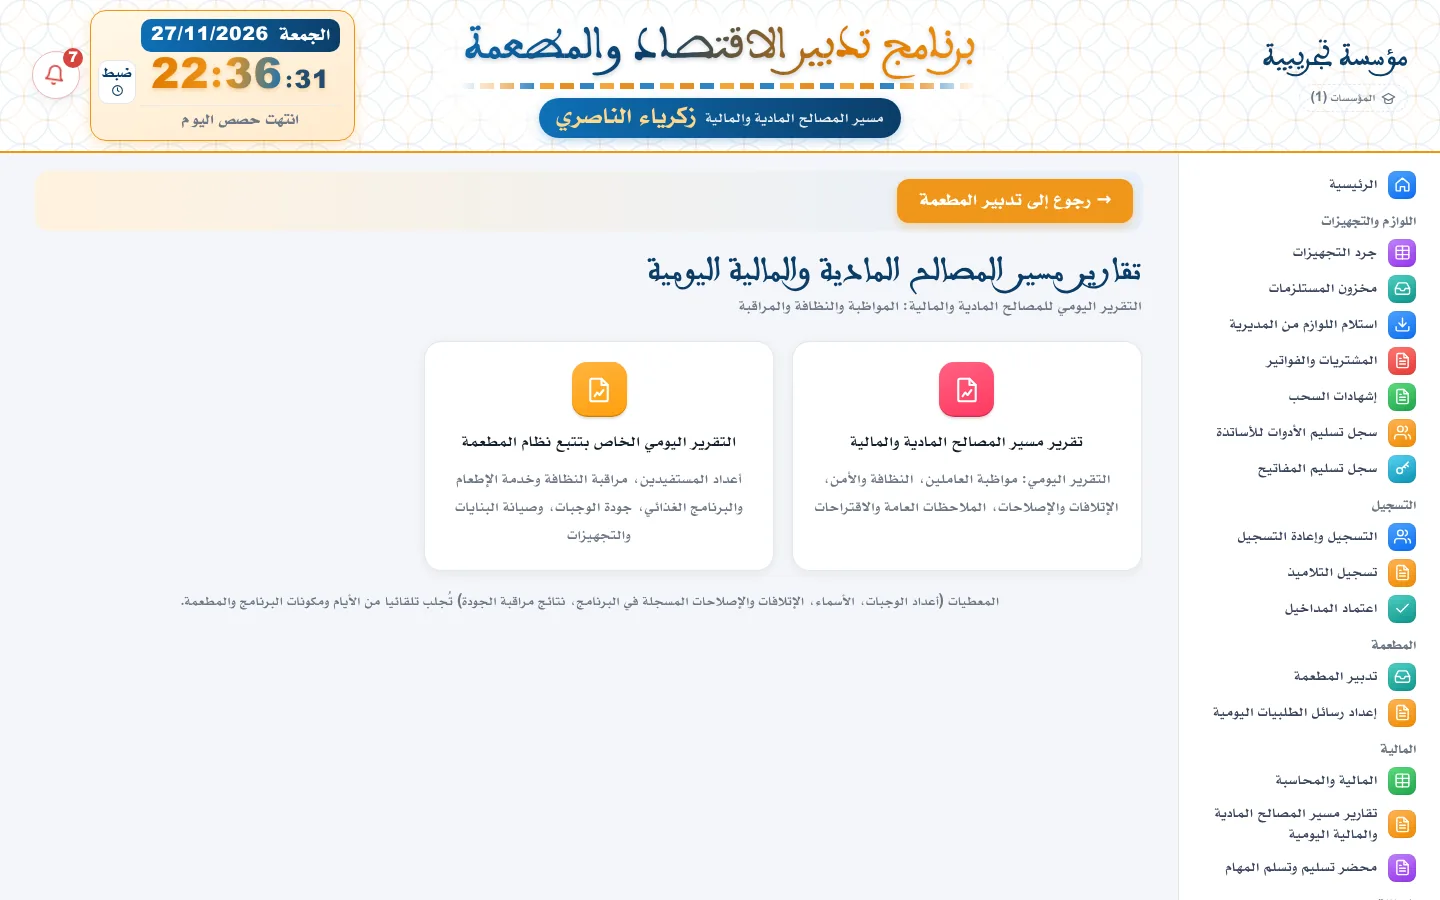 مؤسسة تجريبية
المؤسسات (1)
برنامج تدبير الاقتصاد والمطعمة
مسير المصالح المادية والمالية زكرياء الناصري
الجمعة 27/11/2026
22:36:31
انتهت حصص اليوم
ضبط
7
الرئيسية
اللوازم والتجهيزات
جرد التجهيزات
مخزون المستلزمات
استلام اللوازم من المديرية
المشتريات والفواتير
إشهادات السحب
سجل تسليم الأدوات للأساتذة
سجل تسليم المفاتيح
التسجيل
التسجيل وإعادة التسجيل
تسجيل التلاميذ
اعتماد المداخيل
المطعمة
تدبير المطعمة
إعداد رسائل الطلبيات اليومية
المالية
المالية والمحاسبة
تقارير مسير المصالح المادية
والمالية اليومية
محضر تسليم وتسلم المهام
→ رجوع إلى تدبير المطعمة
تقارير مسير المصالح المادية والمالية اليومية
التقرير اليومي للمصالح المادية والمالية: المواظبة والنظافة والمراقبة
تقرير مسير المصالح المادية والمالية
التقرير اليومي: مواظبة العاملين، النظافة والأمن،
الإتلافات والإصلاحات، الملاحظات العامة والاقتراحات
التقرير اليومي الخاص بتتبع نظام المطعمة
أعداد المستفيدين، مراقبة النظافة وخدمة الإطعام
والبرنامج الغذائي، جودة الوجبات، وصيانة البنايات
والتجهيزات
المعطيات (أعداد الوجبات، الأسماء، الإتلافات والإصلاحات المسجلة في البرنامج، نتائج مراقبة الجودة) تُجلب تلقائيا من الأيام ومكونات البرنامج والمطعمة.